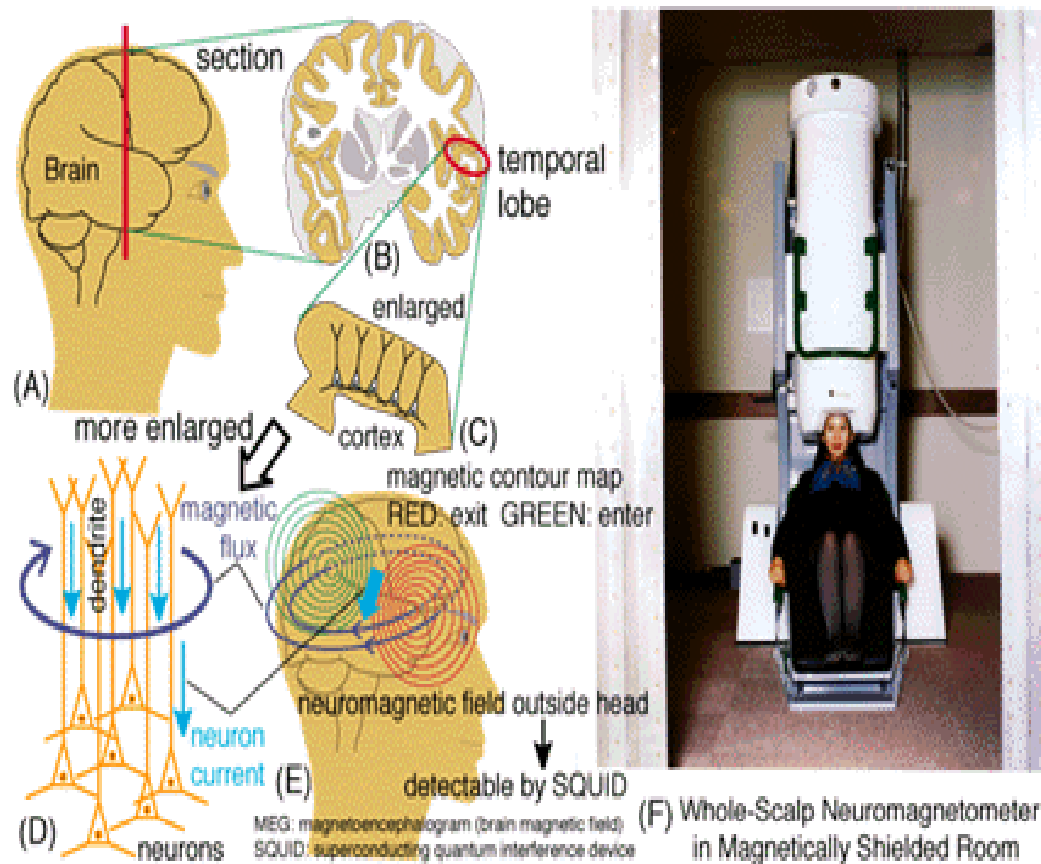 section
Brain
temporal
lobe
(B)
enlarged
(A)
cortex
(C)
more enlarged
magnetic contour map
RED: exit GREEN: enter
magnetic
flux
dendrite
neuromagnetic field outside head
neuron
current
(E)
detectable by SQUID
(D)
neurons
MEG: magnetoencephalogram (brain magnetic field)
SQUID: superconducting quantum interference device
(F) Whole-Scalp Neuromagnetometer
in Magnetically Shielded Room